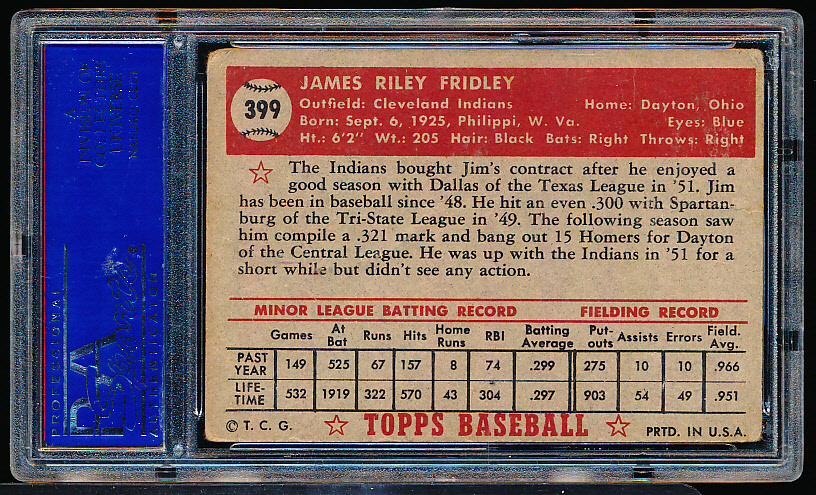 A
DIVISION OF
COLLECTORS
UNIVERSE
NASDAQ: CLCT
PROFESSIONAL
PSA
AUTHENTICATION
399
JAMES RILEY FRIDLEY
Outfield: Cleveland Indians Home: Dayton, Ohio
Born: Sept. 6, 1925, Philippi, W. Va. Eyes: Blue
Ht.: 6'2" Wt.: 205 Hair: Black Bats: Right Throws: Right
The Indians bought Jim's contract after he enjoyed a
good season with Dallas of the Texas League in '51. Jim
has been in baseball since '48. He hit an even .300 with Spartan-
burg of the Tri-State League in '49. The following season saw
him compile a .321 mark and bang out 15 Homers for Dayton
of the Central League. He was up with the Indians in '51 for a
short while but didn't see any action.
MINOR LEAGUE BATTING RECORD FIELDING RECORD
Games At Bat Runs Hits Home Runs RBI Batting Average Put-outs Assists Errors Field. Avg.
PAST YEAR 149 525 67 157 8 74 .299 275 10 10 .966
LIFE-TIME 532 1919 322 570 43 304 .297 903 54 49 .951
© T. C. G. TOPPS BASEBALL PRTD. IN U.S.A.